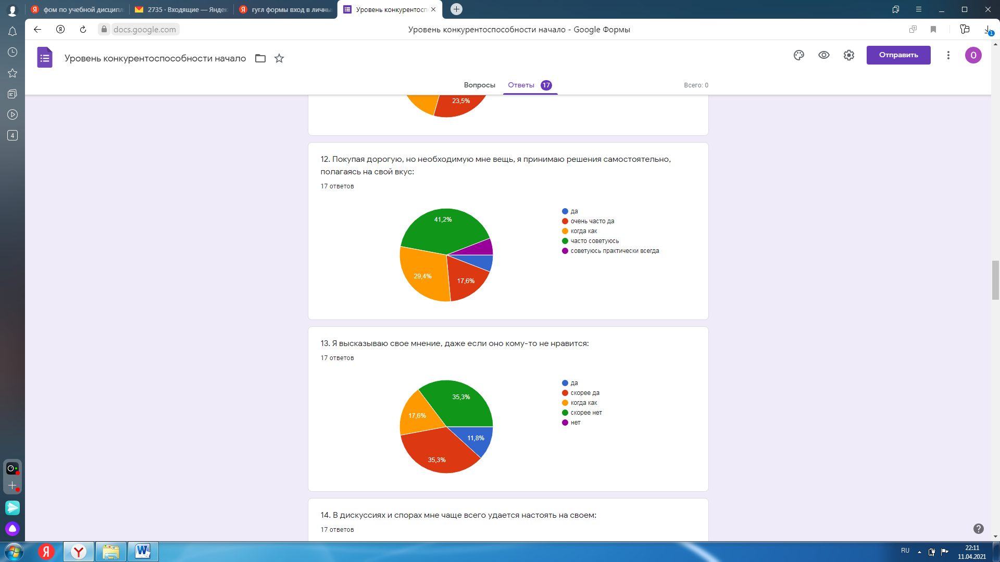 фом по учебной дисципл
2735 · Входящие — Яндек
гугл формы вход в личны
Уровень конкурентосп
docs.google.com
Уровень конкурентоспособности начало - Google Формы
1
Уровень конкурентоспособности начало
Отправить
О
Вопросы
Ответы
17
Всего: 0
4
23,5%
12. Покупая дорогую, но необходимую мне вещь, я принимаю решения самостоятельно,
полагаясь на свой вкус:
17 ответов
41,2%
29,4%
17,6%
да
очень часто да
когда как
часто советуюсь
советуюсь практически всегда
13. Я высказываю свое мнение, даже если оно кому-то не нравится:
17 ответов
35,3%
17,6%
11,8%
35,3%
да
скорее да
когда как
скорее нет
нет
14. В дискуссиях и спорах мне чаще всего удается настоять на своем:
17 ответов
RU
22:11
11.04.2021